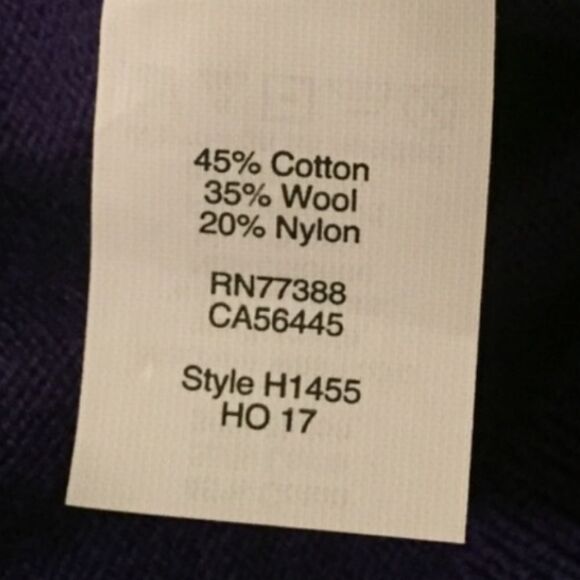 45% Cotton
35% Wool
20% Nylon
RN77388
CA56445
Style H1455
HO 17